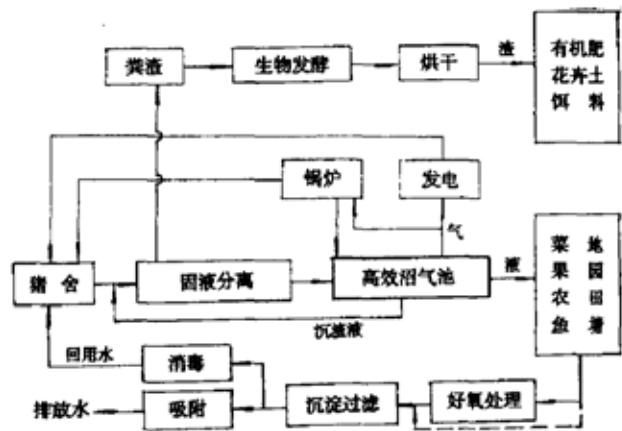 粪渣
生物发酵
烘干
渣
有机肥
花卉土
饵料
锅炉
发电
气
猪舍
固液分离
高效沼气池
液
菜地
果园
农田
鱼塘
沉渣液
回用水
消毒
排放水
吸附
沉淀过滤
好氧处理